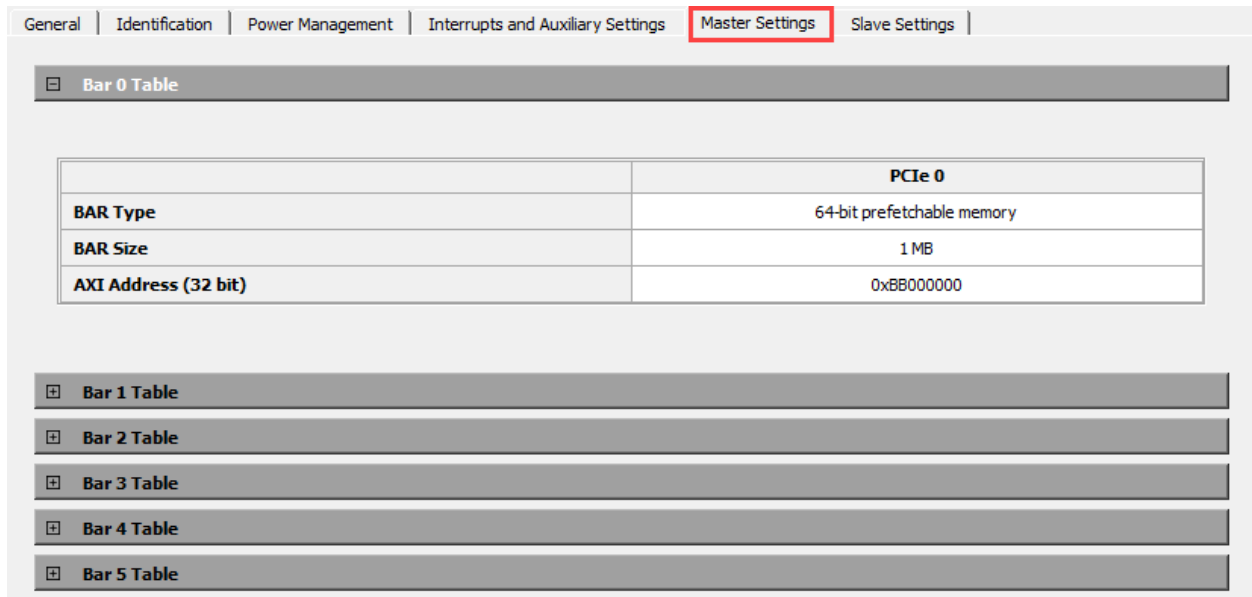 General Identification Power Management Interrupts and Auxiliary Settings Master Settings Slave Settings
Bar 0 Table
PCIe 0
BAR Type 64-bit prefetchable memory
BAR Size 1 MB
AXI Address (32 bit) 0xBB000000
Bar 1 Table
Bar 2 Table
Bar 3 Table
Bar 4 Table
Bar 5 Table